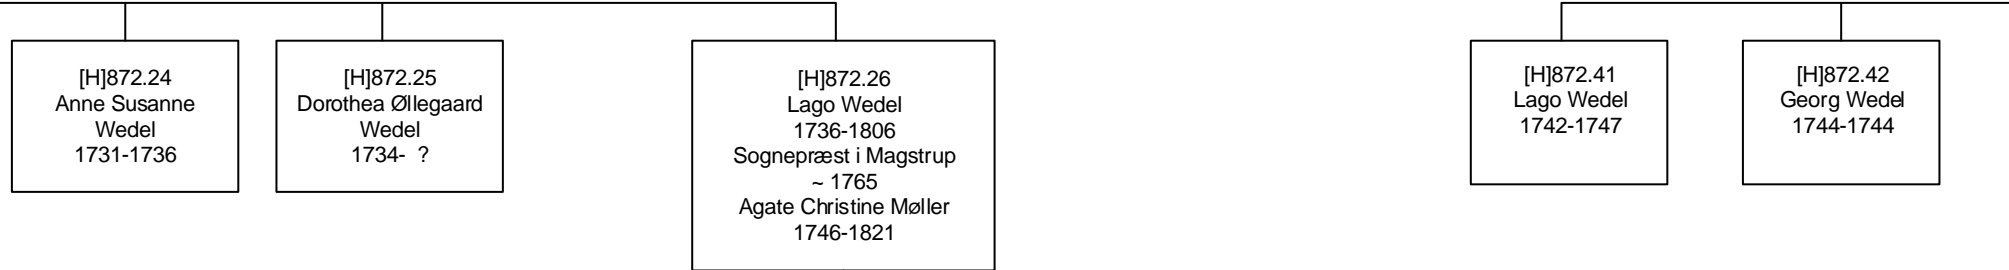 [H]872.24
Anne Susanne
Wedel
1731-1736
[H]872.25
Dorothea Øllegaard
Wedel
1734-  ?
[H]872.26
Lago Wedel
1736-1806
Sognepræst i Magstrup
~ 1765
Agate Christine Møller
1746-1821
[H]872.41
Lago Wedel
1742-1747
[H]872.42
Georg Wedel
1744-1744